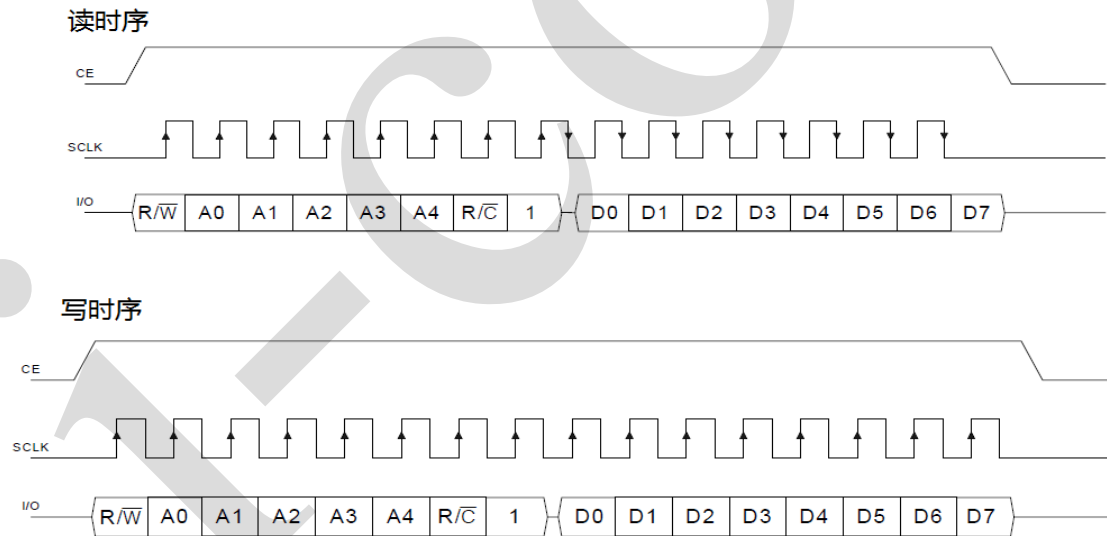 读时序
CE
SCLK
I/O R/W̅ A0 A1 A2 A3 A4 R/C̅ 1 D0 D1 D2 D3 D4 D5 D6 D7
写时序
CE
SCLK
I/O R/W̅ A0 A1 A2 A3 A4 R/C̅ 1 D0 D1 D2 D3 D4 D5 D6 D7